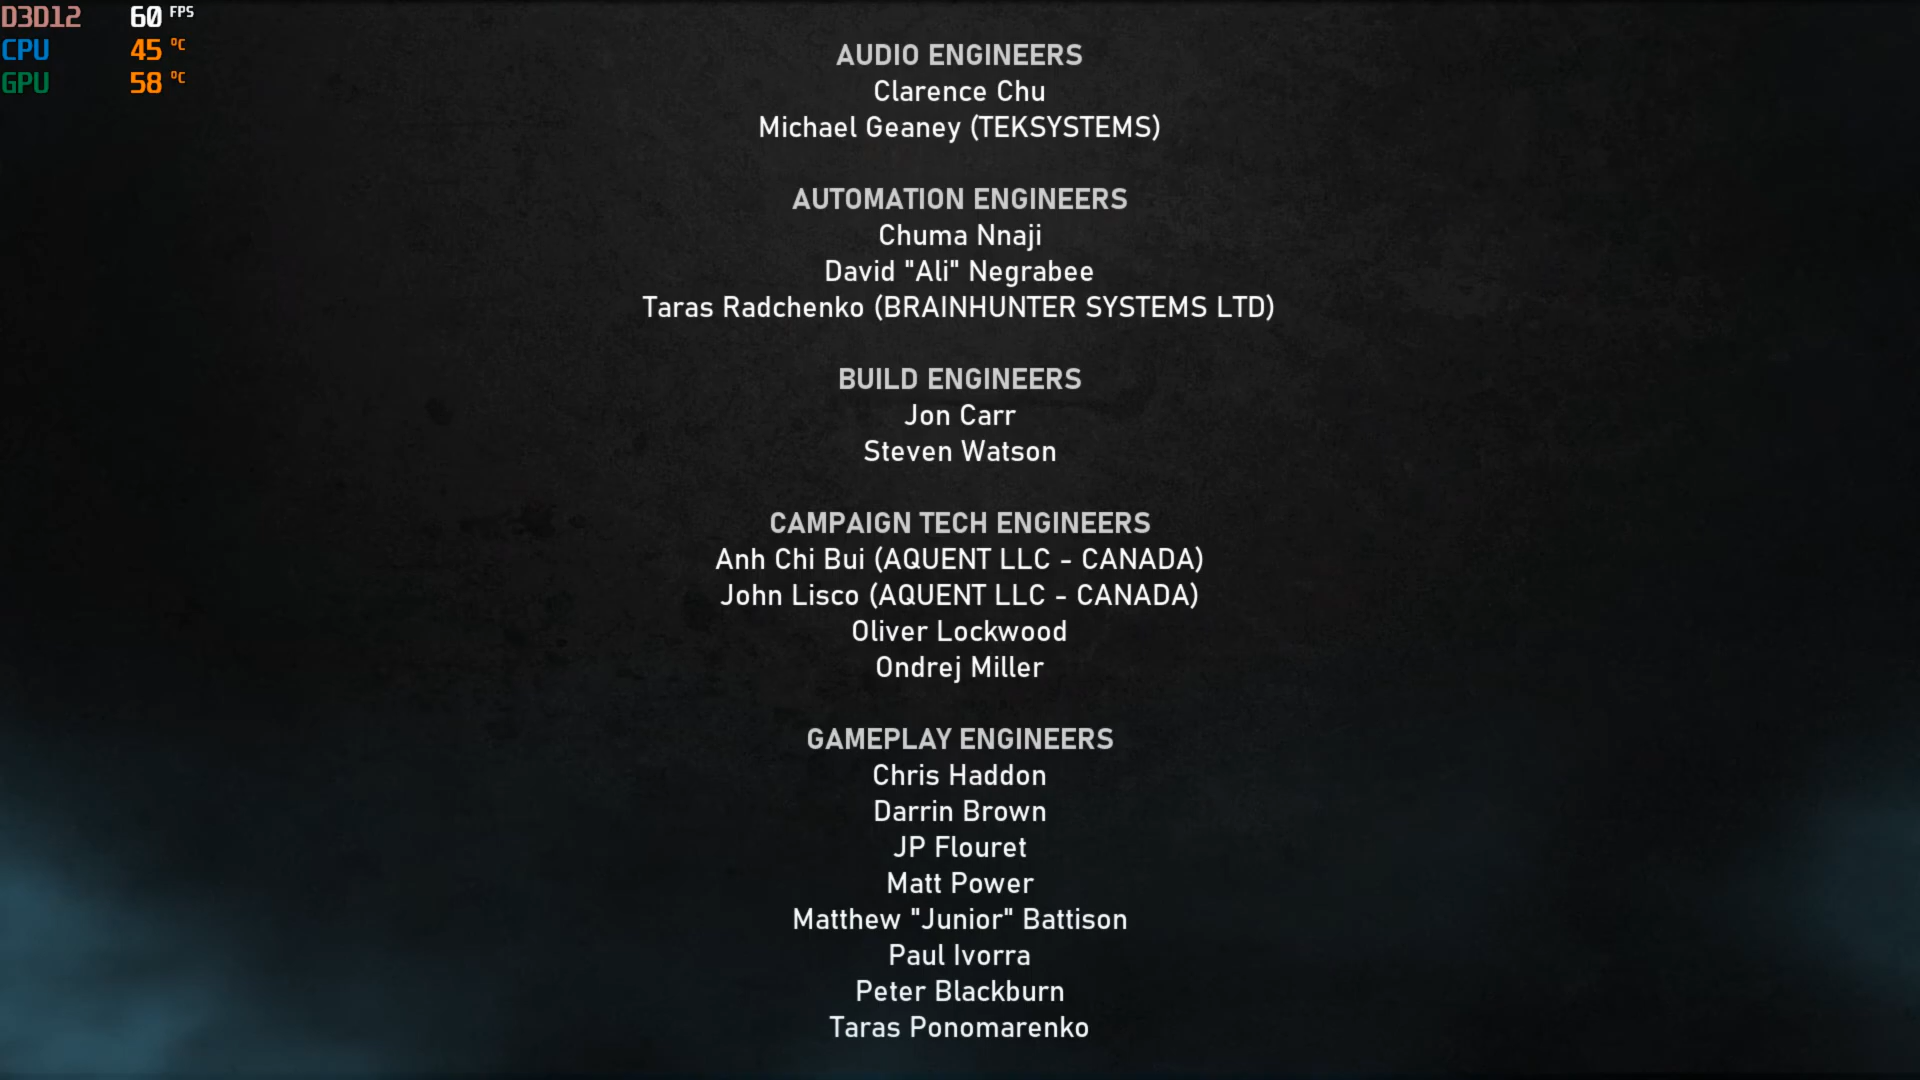 D3D12 60 FPS
CPU 45 °C
GPU 58 °C
AUDIO ENGINEERS
Clarence Chu
Michael Geaney (TEKSYSTEMS)
AUTOMATION ENGINEERS
Chuma Nnaji
David "Ali" Negrabee
Taras Radchenko (BRAINHUNTER SYSTEMS LTD)
BUILD ENGINEERS
Jon Carr
Steven Watson
CAMPAIGN TECH ENGINEERS
Anh Chi Bui (AQUENT LLC - CANADA)
John Lisco (AQUENT LLC - CANADA)
Oliver Lockwood
Ondrej Miller
GAMEPLAY ENGINEERS
Chris Haddon
Darrin Brown
JP Flouret
Matt Power
Matthew "Junior" Battison
Paul Ivorra
Peter Blackburn
Taras Ponomarenko